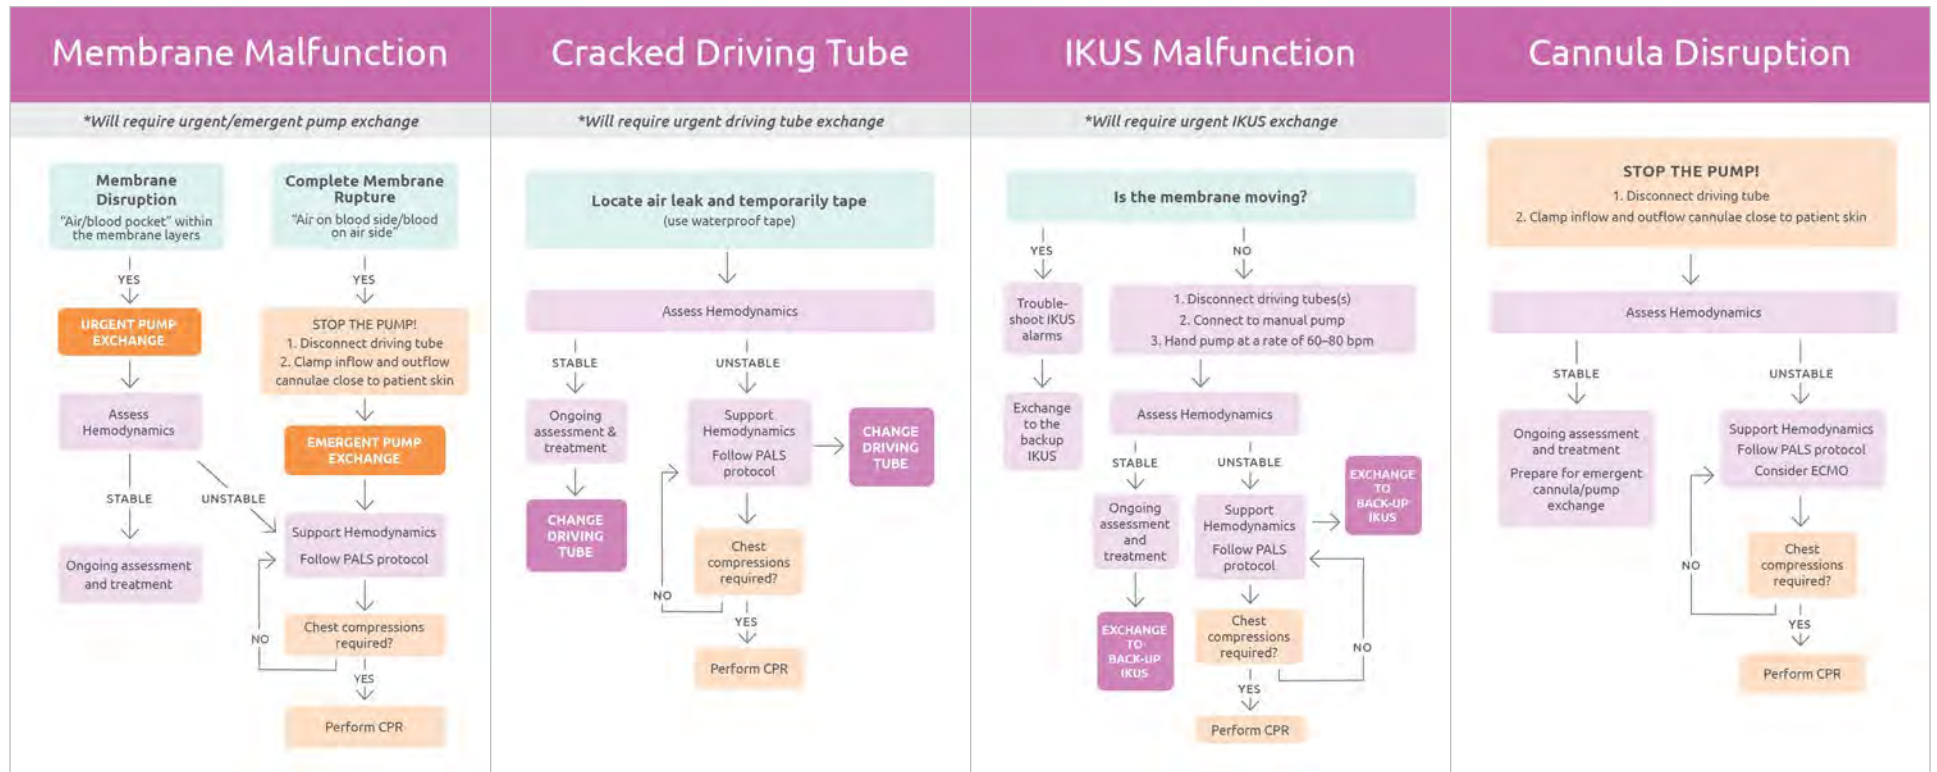 Membrane Malfunction
*Will require urgent/emergent pump exchange
Membrane
Disruption
"Air/blood pocket" within
the membrane layers
YES
URGENT PUMP
EXCHANGE
Assess
Hemodynamics
STABLE
UNSTABLE
Ongoing assessment
and treatment
Complete Membrane
Rupture
"Air on blood side/blood
on air side"
YES
STOP THE PUMP!
1. Disconnect driving tube
2. Clamp inflow and outflow
cannulae close to patient skin
EMERGENT PUMP
EXCHANGE
Support Hemodynamics
Follow PALS protocol
Chest compressions
required?
NO
YES
Perform CPR
Cracked Driving Tube
*Will require urgent driving tube exchange
Locate air leak and temporarily tape
(use waterproof tape)
Assess Hemodynamics
STABLE
Ongoing
assessment &
treatment
CHANGE
DRIVING
TUBE
UNSTABLE
Support
Hemodynamics
Follow PALS
protocol
CHANGE
DRIVING
TUBE
Chest
compressions
required?
NO
YES
Perform CPR
IKUS Malfunction
*Will require urgent IKUS exchange
Is the membrane moving?
YES
Trouble-
shoot IKUS
alarms
Exchange
to the
backup
IKUS
NO
1. Disconnect driving tubes(s)
2. Connect to manual pump
3. Hand pump at a rate of 60–80 bpm
Assess Hemodynamics
STABLE
Ongoing
assessment
and
treatment
EXCHANGE
TO
BACK-UP
IKUS
UNSTABLE
Support
Hemodynamics
Follow PALS
protocol
EXCHANGE
TO
BACK-UP
IKUS
Chest
compressions
required?
NO
YES
Perform CPR
Cannula Disruption
STOP THE PUMP!
1. Disconnect driving tube
2. Clamp inflow and outflow cannulae close to patient skin
Assess Hemodynamics
STABLE
Ongoing assessment
and treatment
Prepare for emergent
cannula/pump
exchange
UNSTABLE
Support Hemodynamics
Follow PALS protocol
Consider ECMO
Chest
compressions
required?
NO
YES
Perform CPR